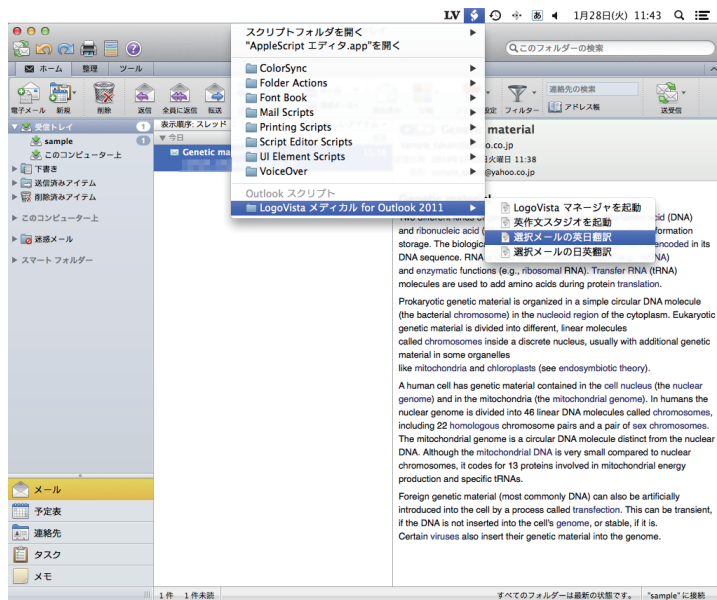 LV 1月28日(火) 11:43
スクリプトフォルダを開く
"AppleScript エディタ.app"を開く
ColorSync
Folder Actions
Font Book
Mail Scripts
Printing Scripts
Script Editor Scripts
UI Element Scripts
VoiceOver
Outlook スクリプト
LogoVista メディカル for Outlook 2011
LogoVista マネージャを起動
英作文スタジオを起動
選択メールの英日翻訳
選択メールの日英翻訳
このフォルダーの検索
ホーム 整理 ツール
電子メール 新規 削除 返信 全員に返信 転送
フィルター
連絡先の検索
アドレス帳
送受信
受信トレイ 1
sample 1
このコンピューター上
下書き
送信済みアイテム
削除済みアイテム
このコンピューター上
迷惑メール
スマート フォルダー
表示順序: スレッド
今日
Genetic ma
material
o.co.jp
火曜日 11:38
@yahoo.co.jp
cid (DNA)
and ribonucleic acid ( formation
storage. The biologic encoded in its
DNA sequence. RNA
and enzymatic functions (e.g., ribosomal RNA). Transfer RNA (tRNA)
molecules are used to add amino acids during protein translation.
Prokaryotic genetic material is organized in a simple circular DNA molecule
(the bacterial chromosome) in the nucleoid region of the cytoplasm. Eukaryotic
genetic material is divided into different, linear molecules
called chromosomes inside a discrete nucleus, usually with additional genetic
material in some organelles
like mitochondria and chloroplasts (see endosymbiotic theory).
A human cell has genetic material contained in the cell nucleus (the nuclear
genome) and in the mitochondria (the mitochondrial genome). In humans the
nuclear genome is divided into 46 linear DNA molecules called chromosomes,
including 22 homologous chromosome pairs and a pair of sex chromosomes.
The mitochondrial genome is a circular DNA molecule distinct from the nuclear
DNA. Although the mitochondrial DNA is very small compared to nuclear
chromosomes, it codes for 13 proteins involved in mitochondrial energy
production and specific tRNAs.
Foreign genetic material (most commonly DNA) can also be artificially
introduced into the cell by a process called transfection. This can be transient,
if the DNA is not inserted into the cell's genome, or stable, if it is.
Certain viruses also insert their genetic material into the genome.
メール
予定表
連絡先
タスク
メモ
1 件 1 件未読
すべてのフォルダーは最新の状態です。 "sample" に接続